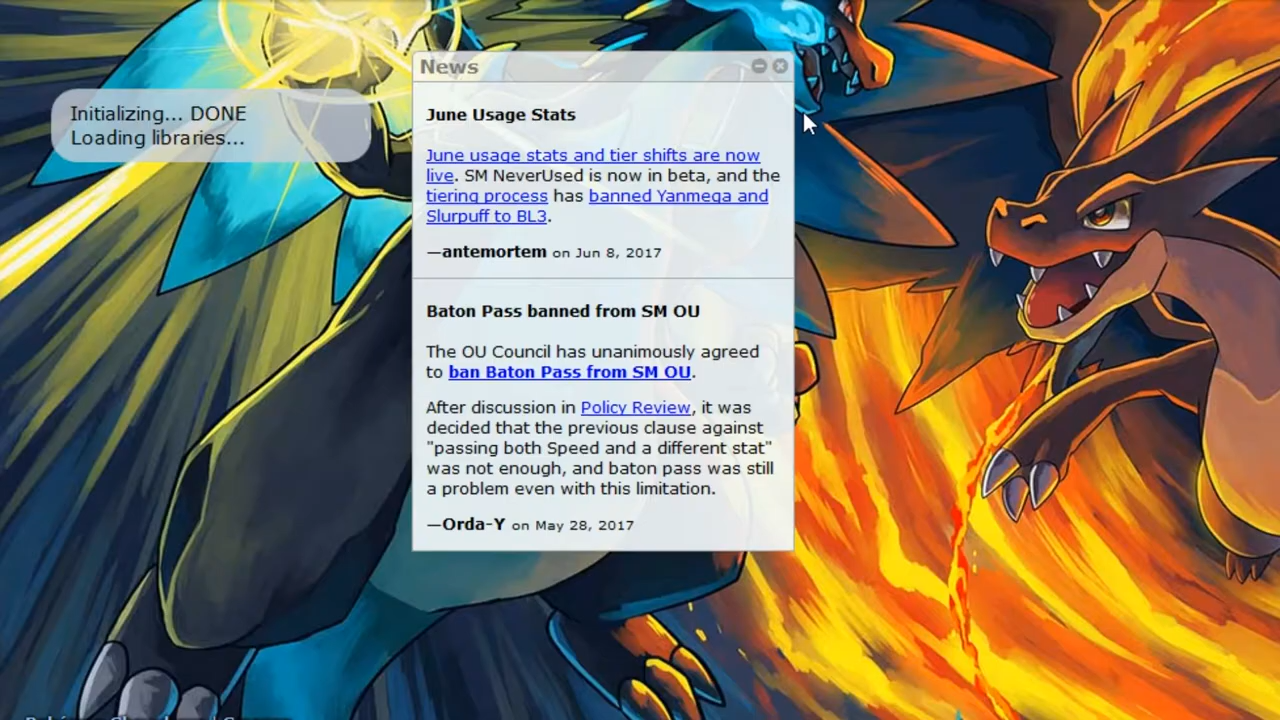 News
Initializing... DONE
Loading libraries...
June Usage Stats
June usage stats and tier shifts are now
live. SM NeverUsed is now in beta, and the
tiering process has banned Yanmega and
Slurpuff to BL3.
—antemortem on Jun 8, 2017
Baton Pass banned from SM OU
The OU Council has unanimously agreed
to ban Baton Pass from SM OU.
After discussion in Policy Review, it was
decided that the previous clause against
"passing both Speed and a different stat"
was not enough, and baton pass was still
a problem even with this limitation.
—Orda-Y on May 28, 2017